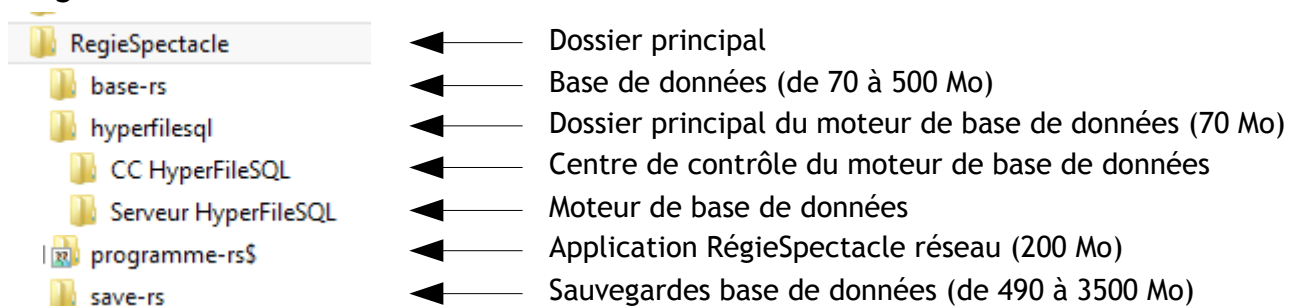 RegieSpectacle Dossier principal
base-rs Base de données (de 70 à 500 Mo)
hyperfilesql Dossier principal du moteur de base de données (70 Mo)
CC HyperFileSQL Centre de contrôle du moteur de base de données
Serveur HyperFileSQL Moteur de base de données
programme-rs$ Application RégieSpectacle réseau (200 Mo)
save-rs Sauvegardes base de données (de 490 à 3500 Mo)